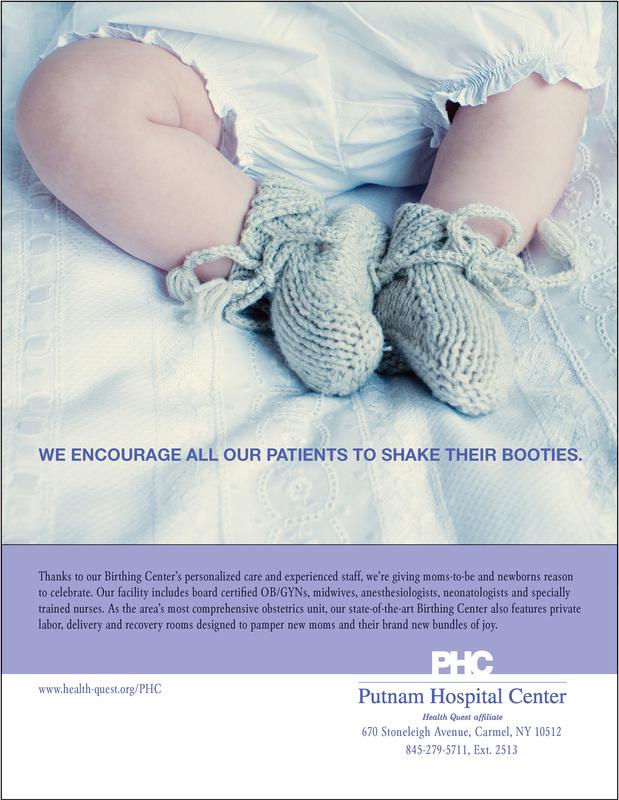 WE ENCOURAGE ALL OUR PATIENTS TO SHAKE THEIR BOOTIES.
Thanks to our Birthing Center's personalized care and experienced staff, we're giving moms-to-be and newborns reason
to celebrate. Our facility includes board certified OB/GYNs, midwives, anesthesiologists, neonatologists and specially
trained nurses. As the area's most comprehensive obstetrics unit, our state-of-the-art Birthing Center also features private
labor, delivery and recovery rooms designed to pamper new moms and their brand new bundles of joy.
www.health-quest.org/PHC
PHC
Putnam Hospital Center
Health Quest affiliate
670 Stoneleigh Avenue, Carmel, NY 10512
845-279-5711, Ext. 2513